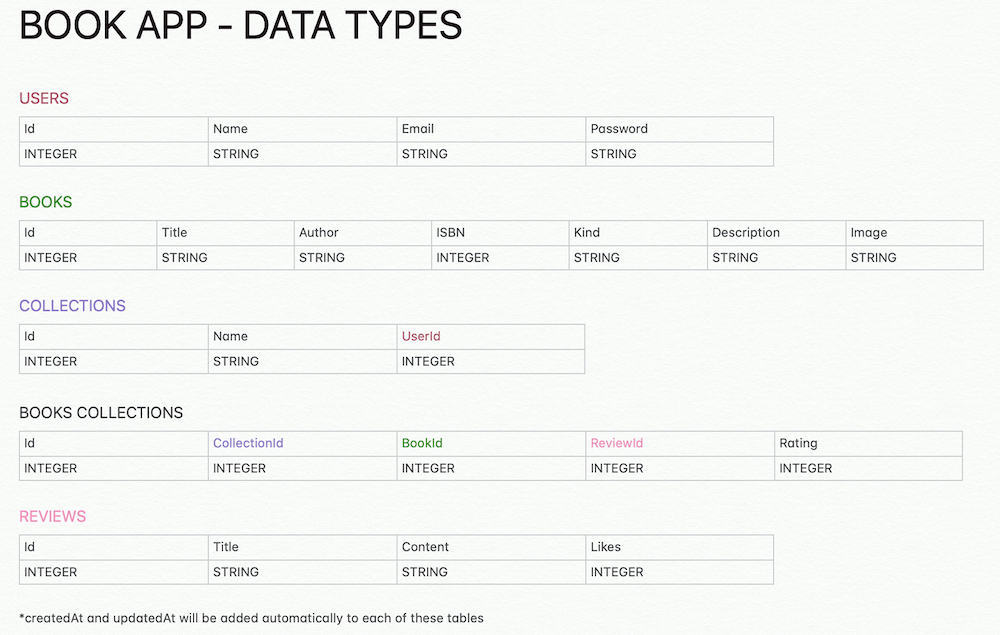 BOOK APP - DATA TYPES
USERS
Id Name Email Password
INTEGER STRING STRING STRING
BOOKS
Id Title Author ISBN Kind Description Image
INTEGER STRING STRING INTEGER STRING STRING STRING
COLLECTIONS
Id Name UserId
INTEGER STRING INTEGER
BOOKS COLLECTIONS
Id CollectionId BookId ReviewId Rating
INTEGER INTEGER INTEGER INTEGER INTEGER
REVIEWS
Id Title Content Likes
INTEGER STRING STRING INTEGER
*createdAt and updatedAt will be added automatically to each of these tables